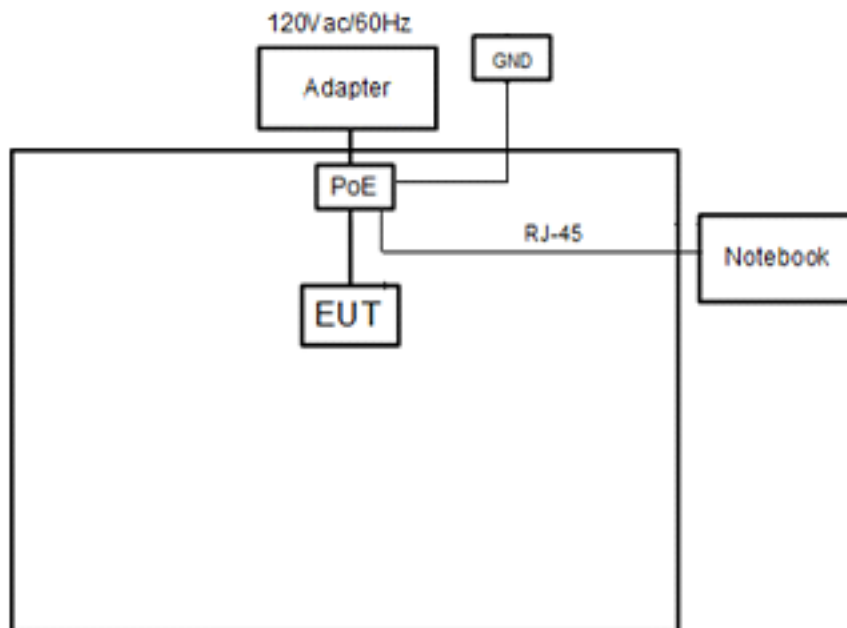 120Vac/60Hz
Adapter
GND
PoE
RJ-45
Notebook
EUT